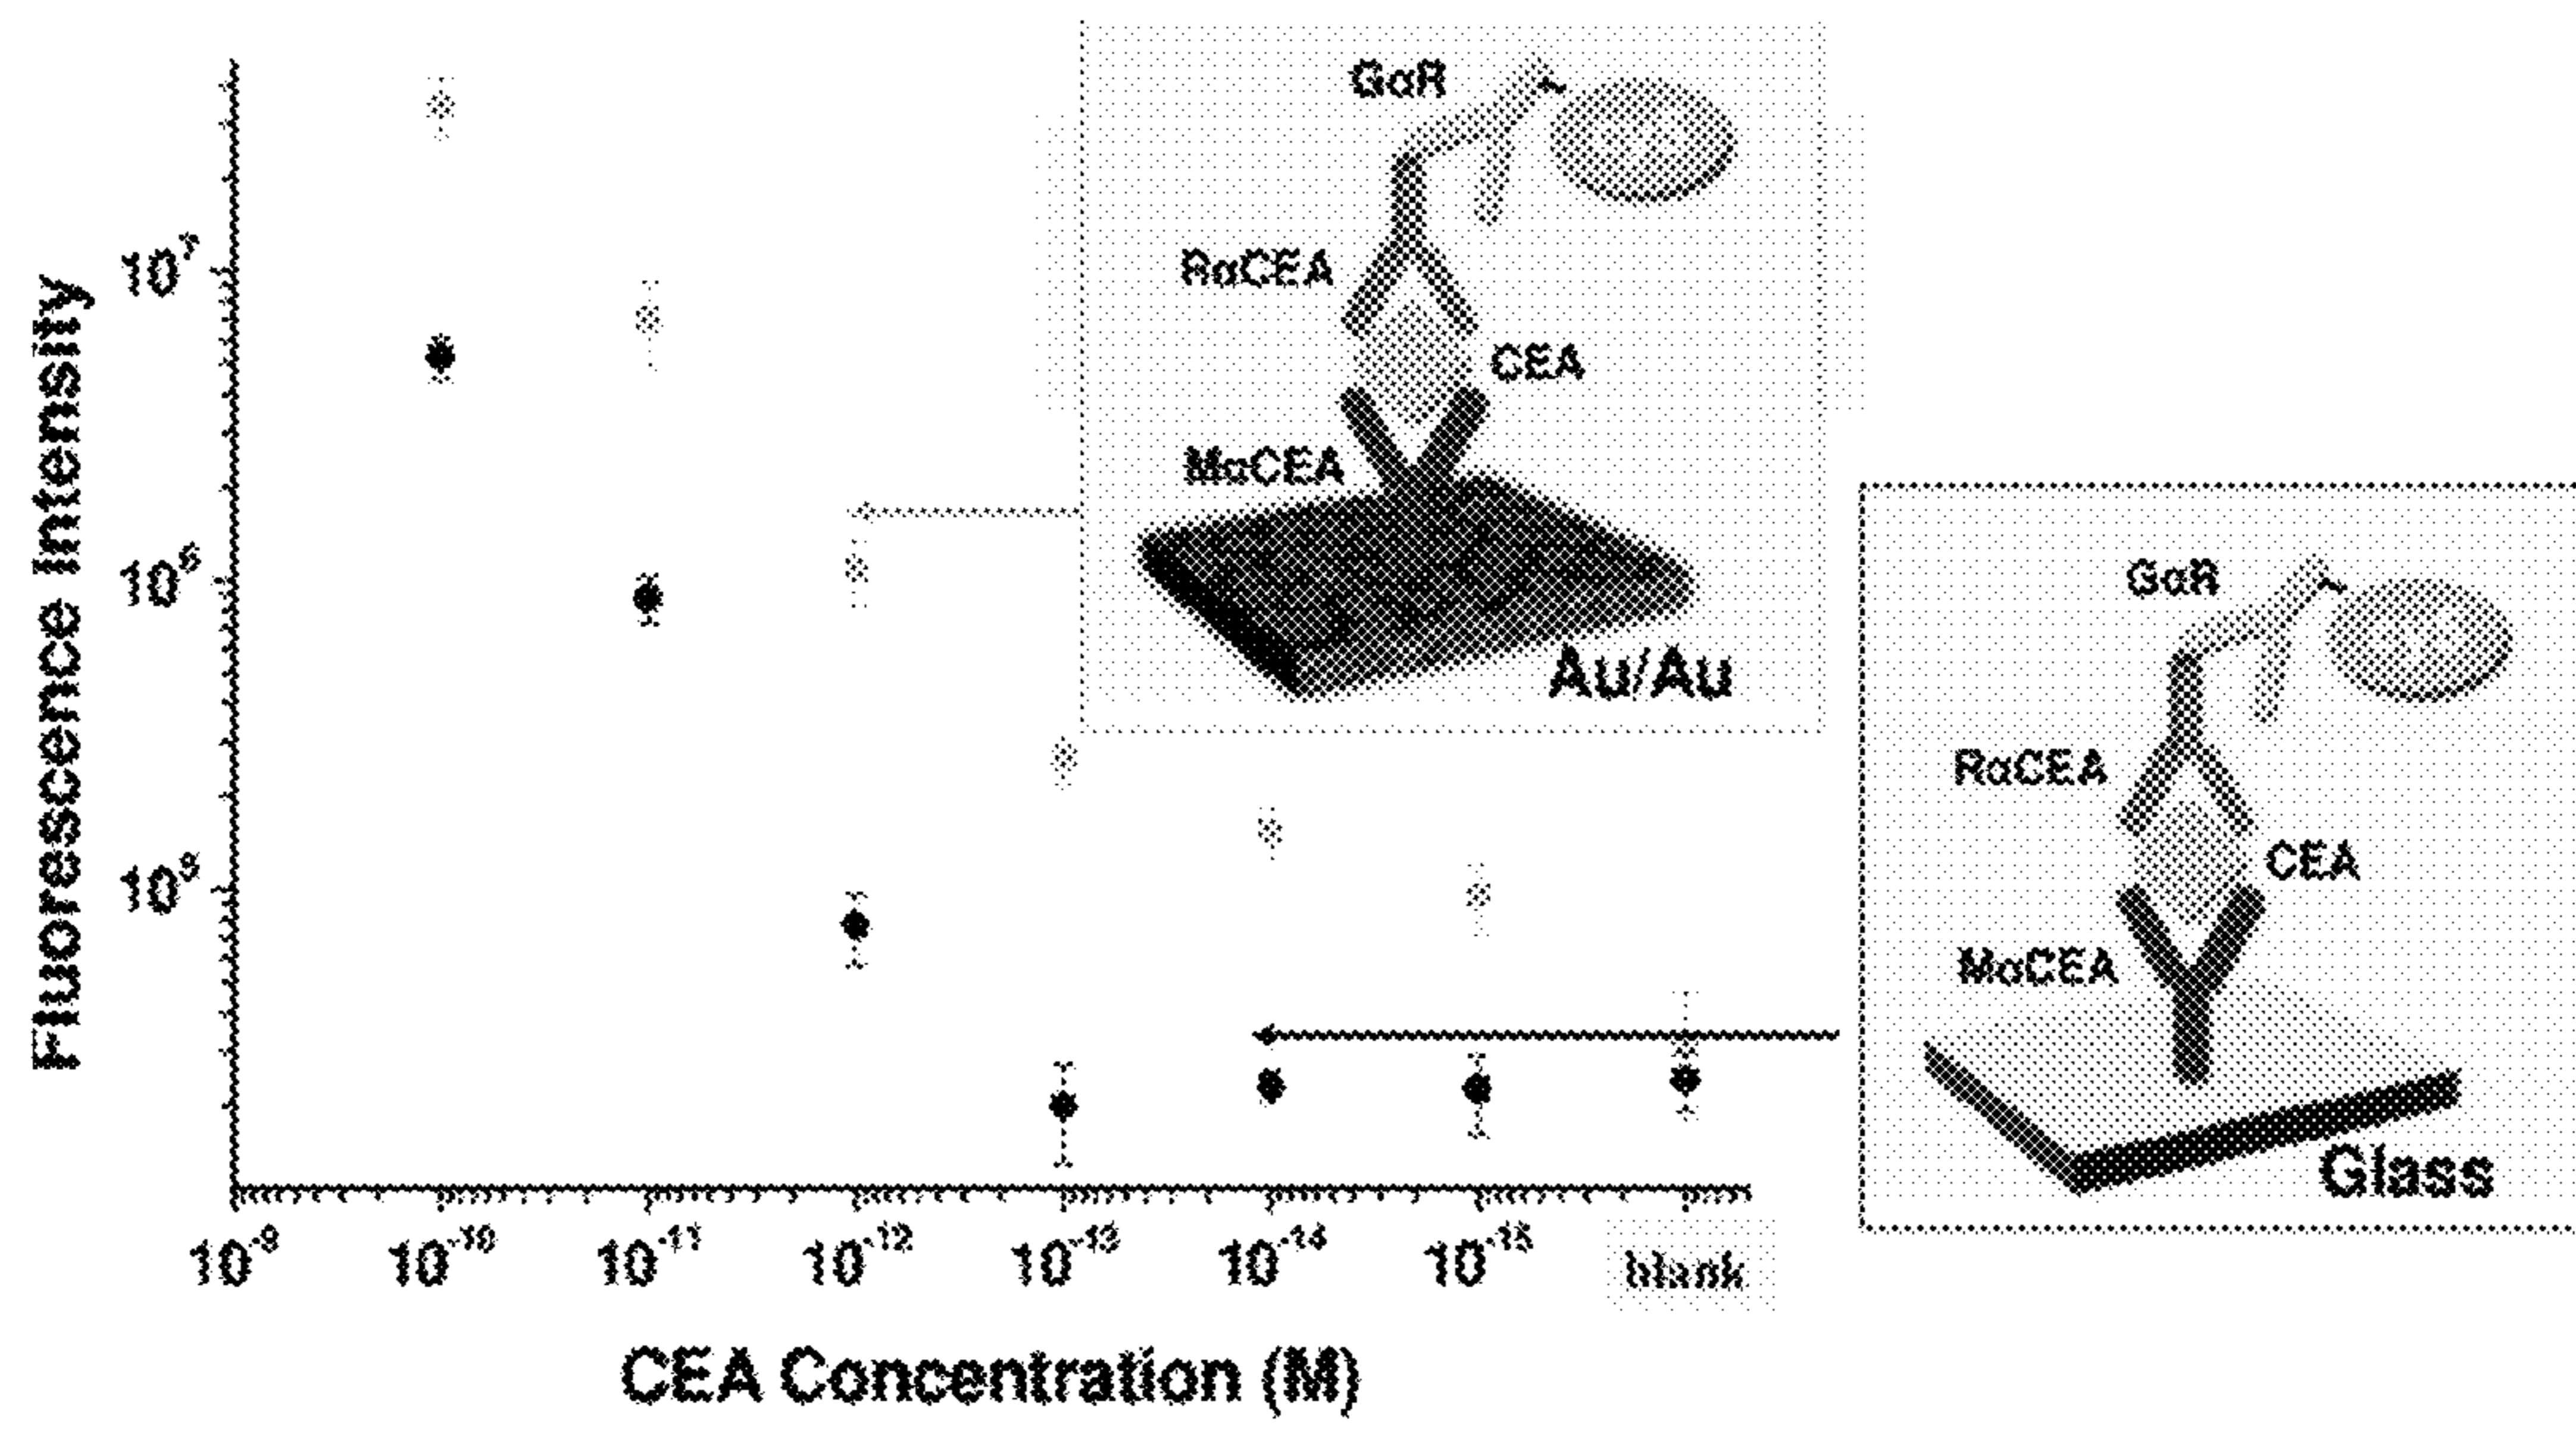 Fluorescence Intensity
10⁷
10⁶
10⁵
10⁻⁹ 10⁻¹⁰ 10⁻¹¹ 10⁻¹² 10⁻¹³ 10⁻¹⁴ 10⁻¹⁵ blank
CEA Concentration (M)
GαR
RαCEA
CEA
MαCEA
Au/Au
GαR
RαCEA
CEA
MαCEA
Glass